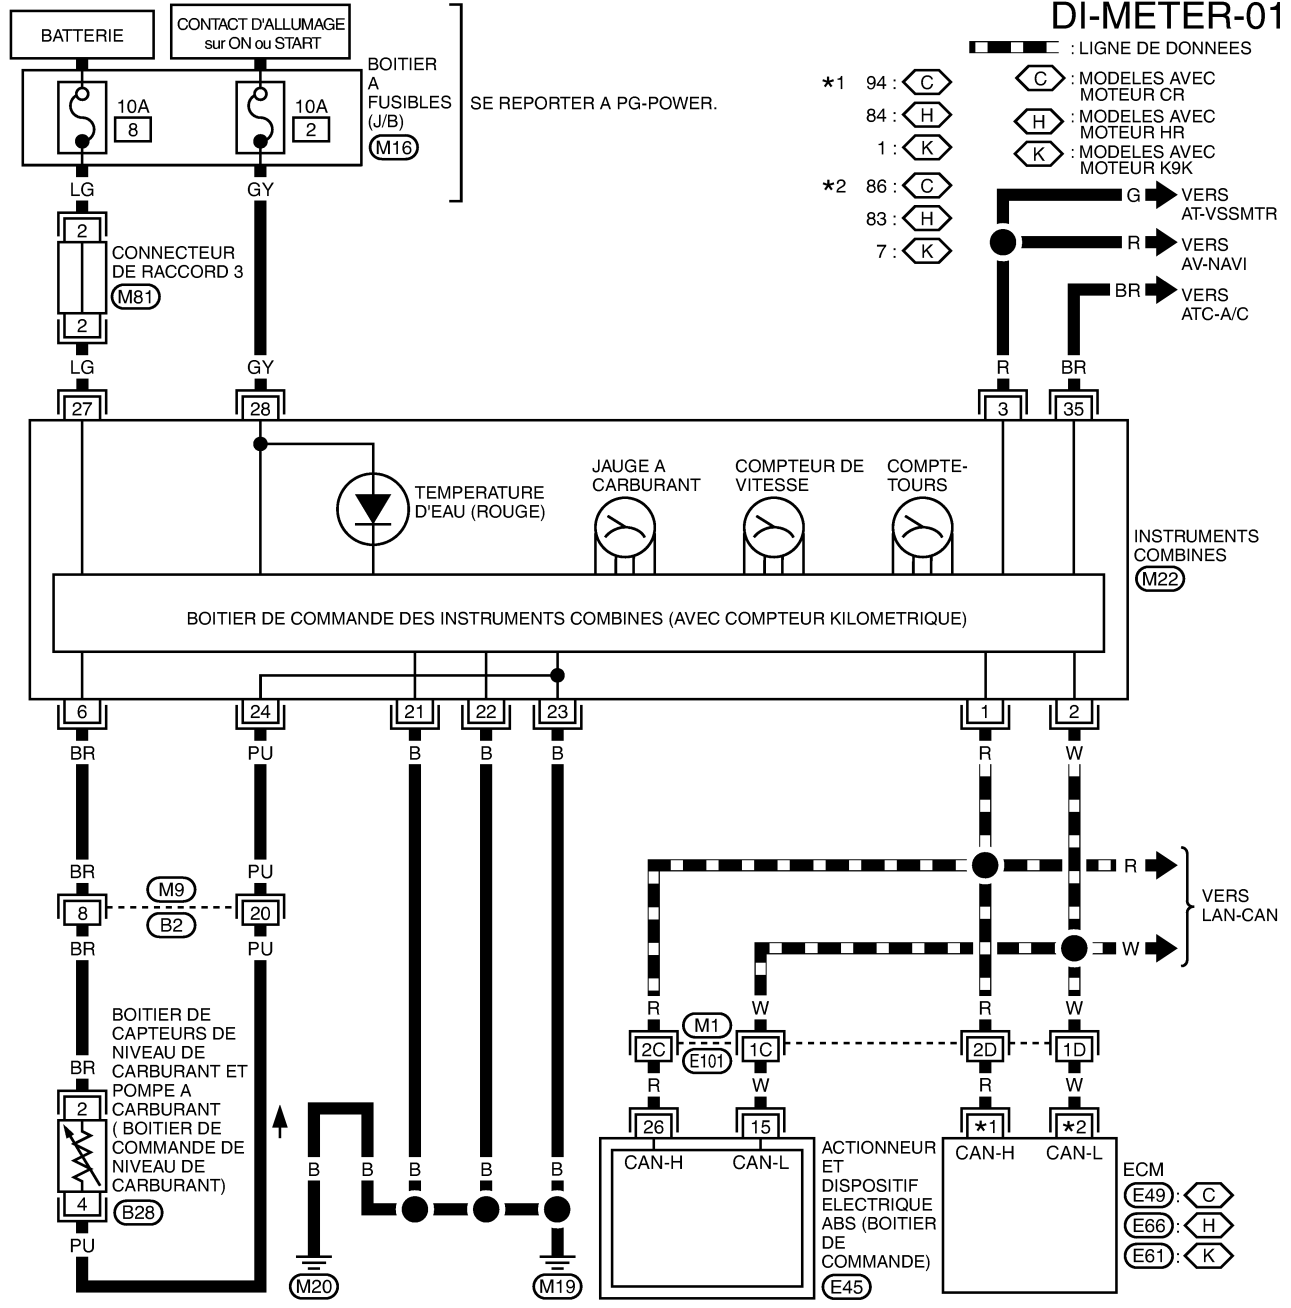 DI-METER-01
BATTERIE
CONTACT D'ALLUMAGE
sur ON ou START
10A
8
10A
2
BOITIER
A
FUSIBLES
(J/B)
M16
SE REPORTER A PG-POWER.
: LIGNE DE DONNEES
C : MODELES AVEC
MOTEUR CR
H : MODELES AVEC
MOTEUR HR
K : MODELES AVEC
MOTEUR K9K
*1 94 : C
84 : H
1 : K
*2 86 : C
83 : H
7 : K
LG
GY
2
CONNECTEUR
DE RACCORD 3
M81
2
LG
GY
G
VERS
AT-VSSMTR
R
VERS
AV-NAVI
BR
VERS
ATC-A/C
R
BR
27
28
3
35
TEMPERATURE
D'EAU (ROUGE)
JAUGE A
CARBURANT
COMPTEUR DE
VITESSE
COMPTE-
TOURS
INSTRUMENTS
COMBINES
M22
BOITIER DE COMMANDE DES INSTRUMENTS COMBINES (AVEC COMPTEUR KILOMETRIQUE)
6
24
21
22
23
1
2
BR
PU
B
B
B
R
W
BR
PU
R
M9
8
20
B2
VERS
LAN-CAN
BR
PU
W
R
W
R
W
BOITIER DE
CAPTEURS DE
NIVEAU DE
CARBURANT ET
POMPE A
CARBURANT
( BOITIER DE
COMMANDE DE
NIVEAU DE
CARBURANT)
B28
BR
2
4
PU
M1
2C
1C
2D
1D
E101
R
W
R
W
26
15
*1
*2
CAN-H
CAN-L
CAN-H
CAN-L
B
B
B
B
B
M20
M19
ACTIONNEUR
ET
DISPOSITIF
ELECTRIQUE
ABS (BOITIER
DE
COMMANDE)
E45
ECM
E49 : C
E66 : H
E61 : K